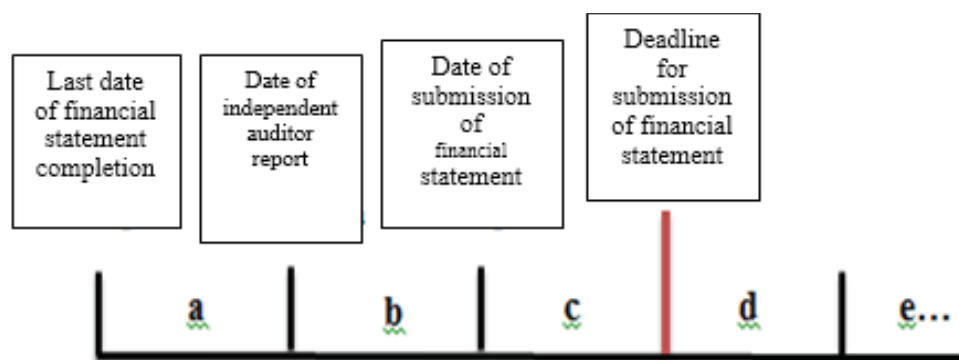 Last date
of financial
statement
completion
Date of
independent
auditor
report
Date of
submission
of
financial
statement
Deadline
for
submission
of financial
statement
a
b
c
d
e...